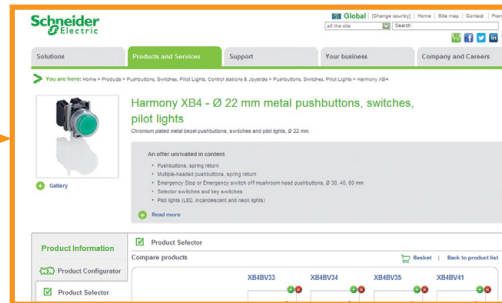 Schneider
Electric
Global | [Change country] | Home | Site map | Contact | Fran
all the site Search
Solutions
Products and Services
Support
Your business
Company and Careers
You are here: Home > Products > Pushbuttons, Switches, Pilot Lights, Control stations & Joysticks > Pushbuttons, Switches, Pilot Lights > Harmony XB4
Harmony XB4 - Ø 22 mm metal pushbuttons, switches,
pilot lights
Chromium plated metal bezel pushbuttons, switches and pilot lights, Ø 22 mm.
An offer unrivalled in content
• Pushbuttons, spring return
• Multiple-headed pushbuttons, spring return
• Emergency Stop or Emergency switch off mushroom head pushbuttons, Ø 30, 40, 60 mm
• Selector switches and key switches
• Pilot lights (LED, incandescent and neon lights)
Read more
Gallery
Product Information
Product Configurator
Product Selector
Product Selector
Compare products
Basket | Back to product list
XB4BV33 XB4BV34 XB4BV35 XB4BV41